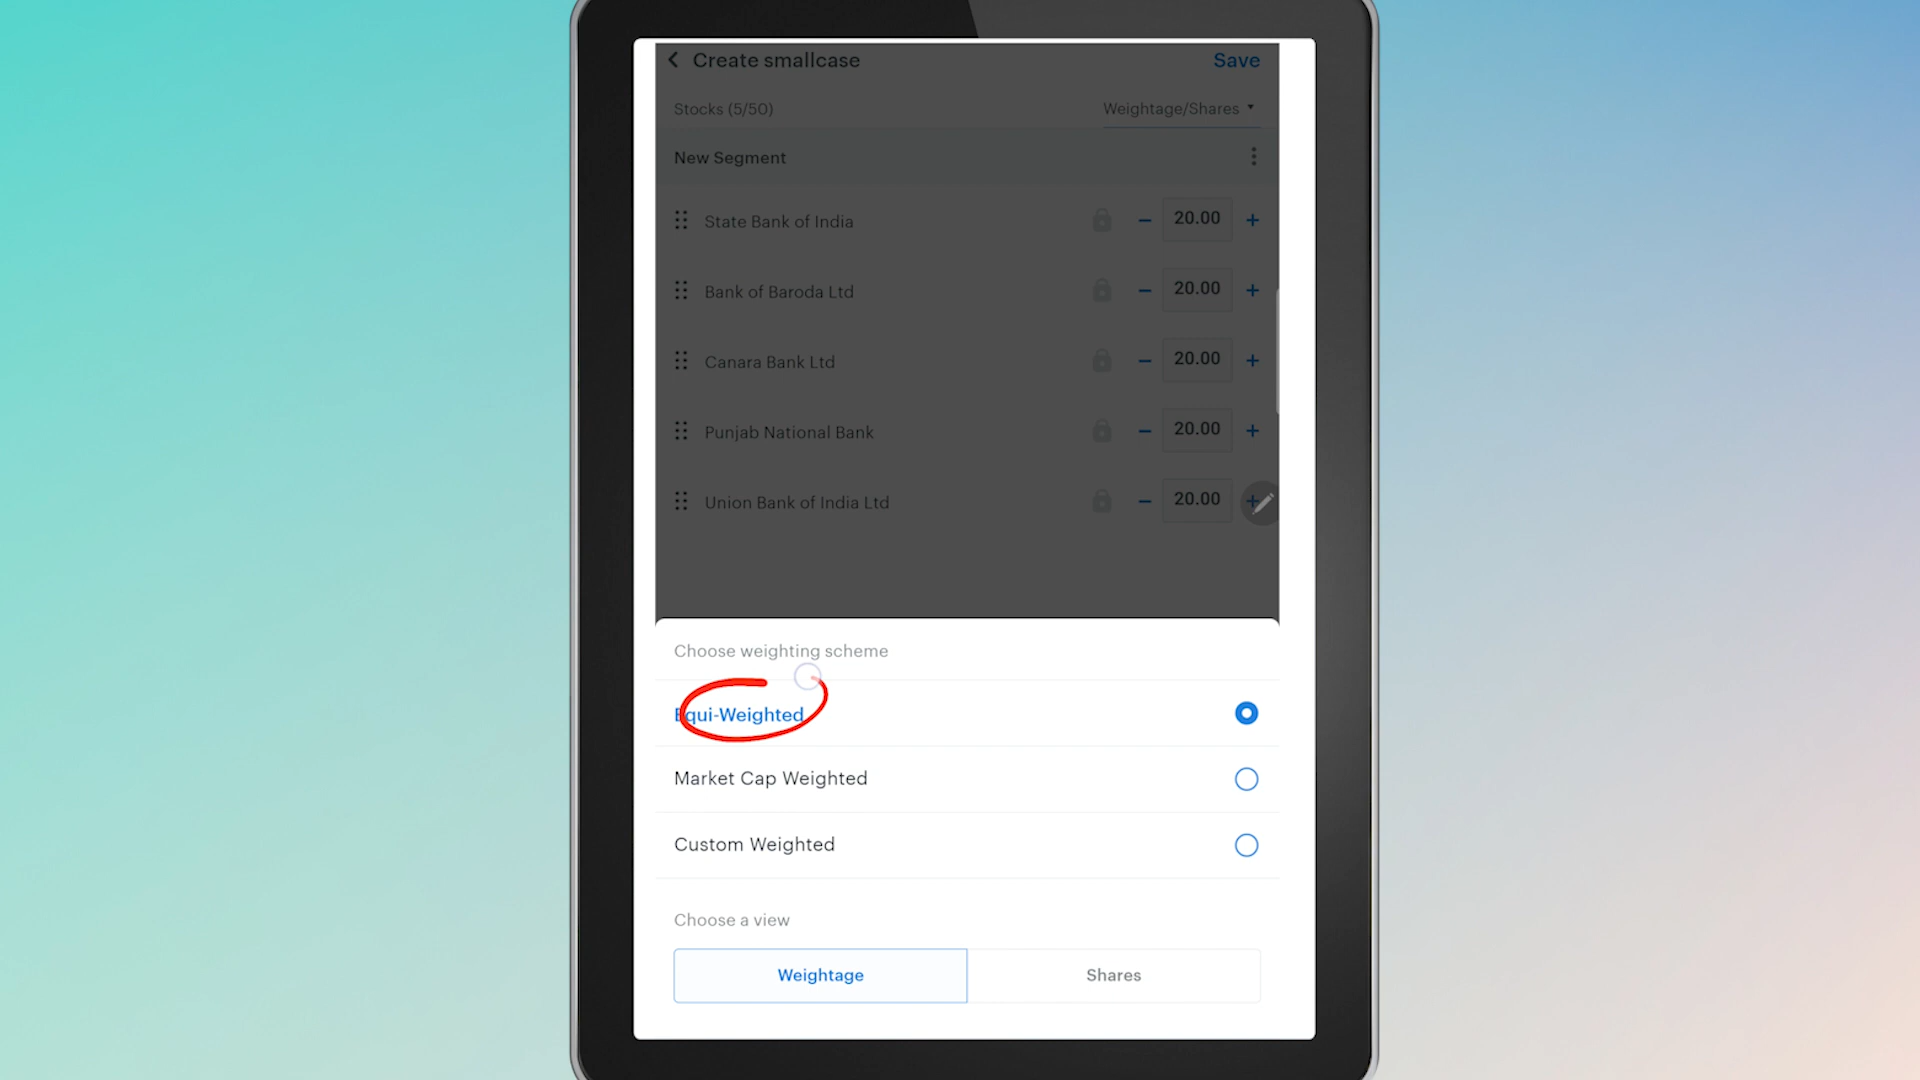 Create smallcase Save
Stocks (5/50) Weightage/Shares
New Segment
State Bank of India 20.00
Bank of Baroda Ltd 20.00
Canara Bank Ltd 20.00
Punjab National Bank 20.00
Union Bank of India Ltd 20.00
Choose weighting scheme
Equi-Weighted
Market Cap Weighted
Custom Weighted
Choose a view
Weightage Shares